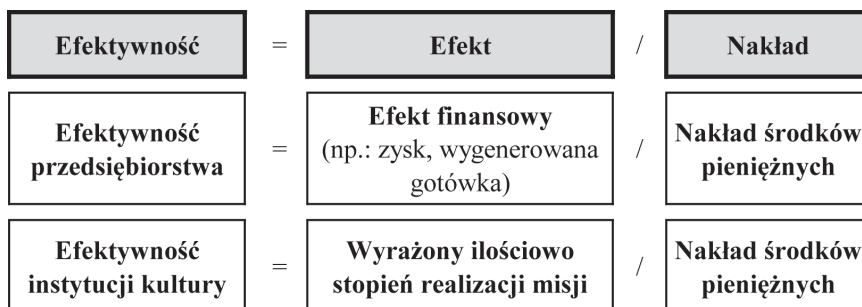 Efektywność = Efekt / Nakład
Efektywność
przedsiębiorstwa
=
Efekt finansowy
(np.: zysk, wygenerowana
gotówka)
/
Nakład środków
pieniężnych
Efektywność
instytucji kultury
=
Wyrażony ilościowo
stopień realizacji misji
/
Nakład środków
pieniężnych